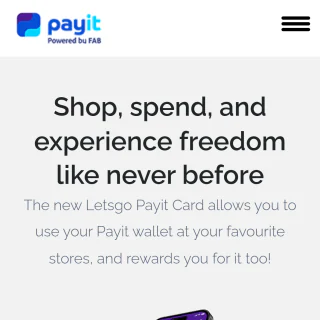 payit
Powered by FAB
Shop, spend, and
experience freedom
like never before
The new Letsgo Payit Card allows you to
use your Payit wallet at your favourite
stores, and rewards you for it too!